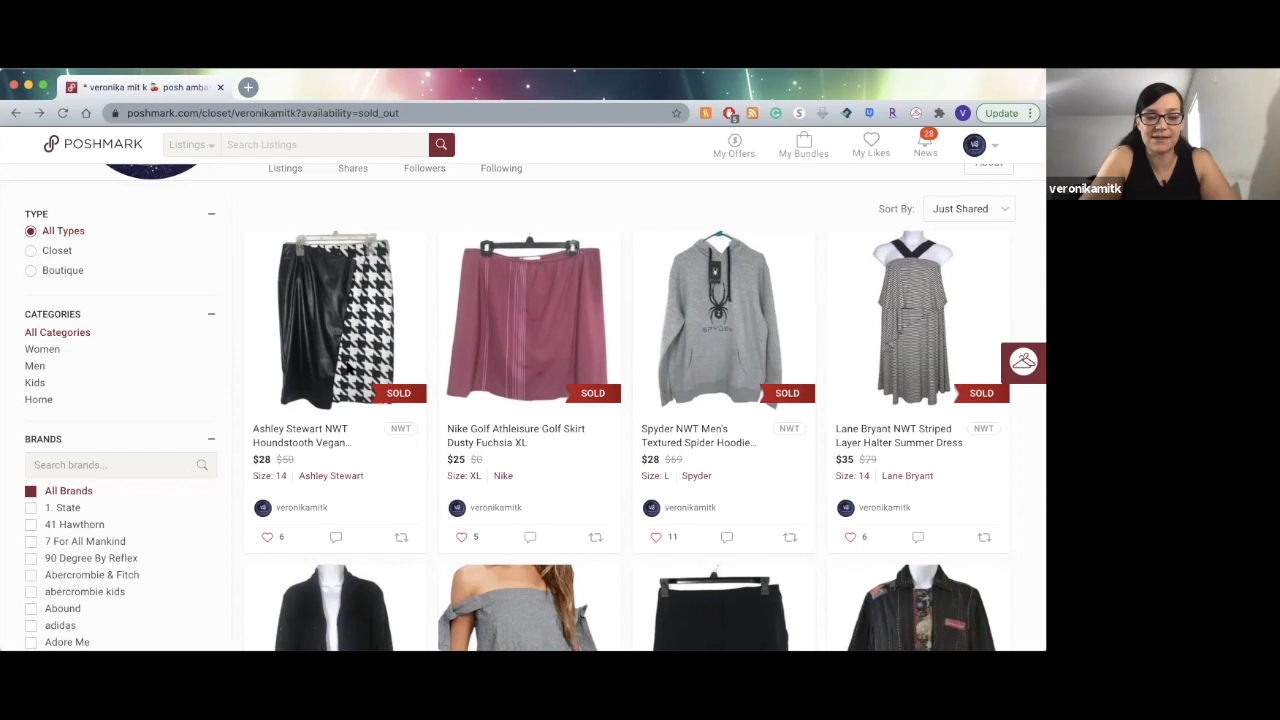 * veronika mit k 🍒 posh amba
poshmark.com/closet/veronikamitk?availability=sold_out
Update
POSHMARK
Listings
Search Listings
My Offers
My Bundles
My Likes
28
News
Listings
Shares
Followers
Following
veronikamitk
Sort By:
Just Shared
TYPE
All Types
Closet
Boutique
CATEGORIES
All Categories
Women
Men
Kids
Home
BRANDS
Search brands...
All Brands
1. State
41 Hawthorn
7 For All Mankind
90 Degree By Reflex
Abercrombie & Fitch
abercrombie kids
Abound
adidas
Adore Me
SOLD
Ashley Stewart NWT
Houndstooth Vegan...
NWT
$28 $50
Size: 14 Ashley Stewart
veronikamitk
6
SOLD
Nike Golf Athleisure Golf Skirt
Dusty Fuchsia XL
$25 $0
Size: XL Nike
veronikamitk
5
SPYDER
SOLD
Spyder NWT Men's
Textured Spider Hoodie...
NWT
$28 $69
Size: L Spyder
veronikamitk
11
SOLD
Lane Bryant NWT Striped
Layer Halter Summer Dress
NWT
$35 $79
Size: 14 Lane Bryant
veronikamitk
6